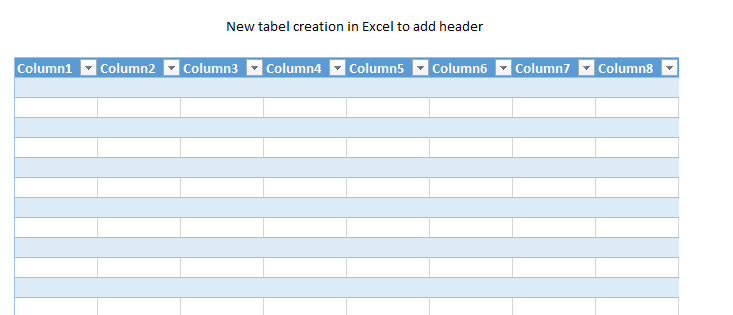 New tabel creation in Excel to add header
Column1 Column2 Column3 Column4 Column5 Column6 Column7 Column8